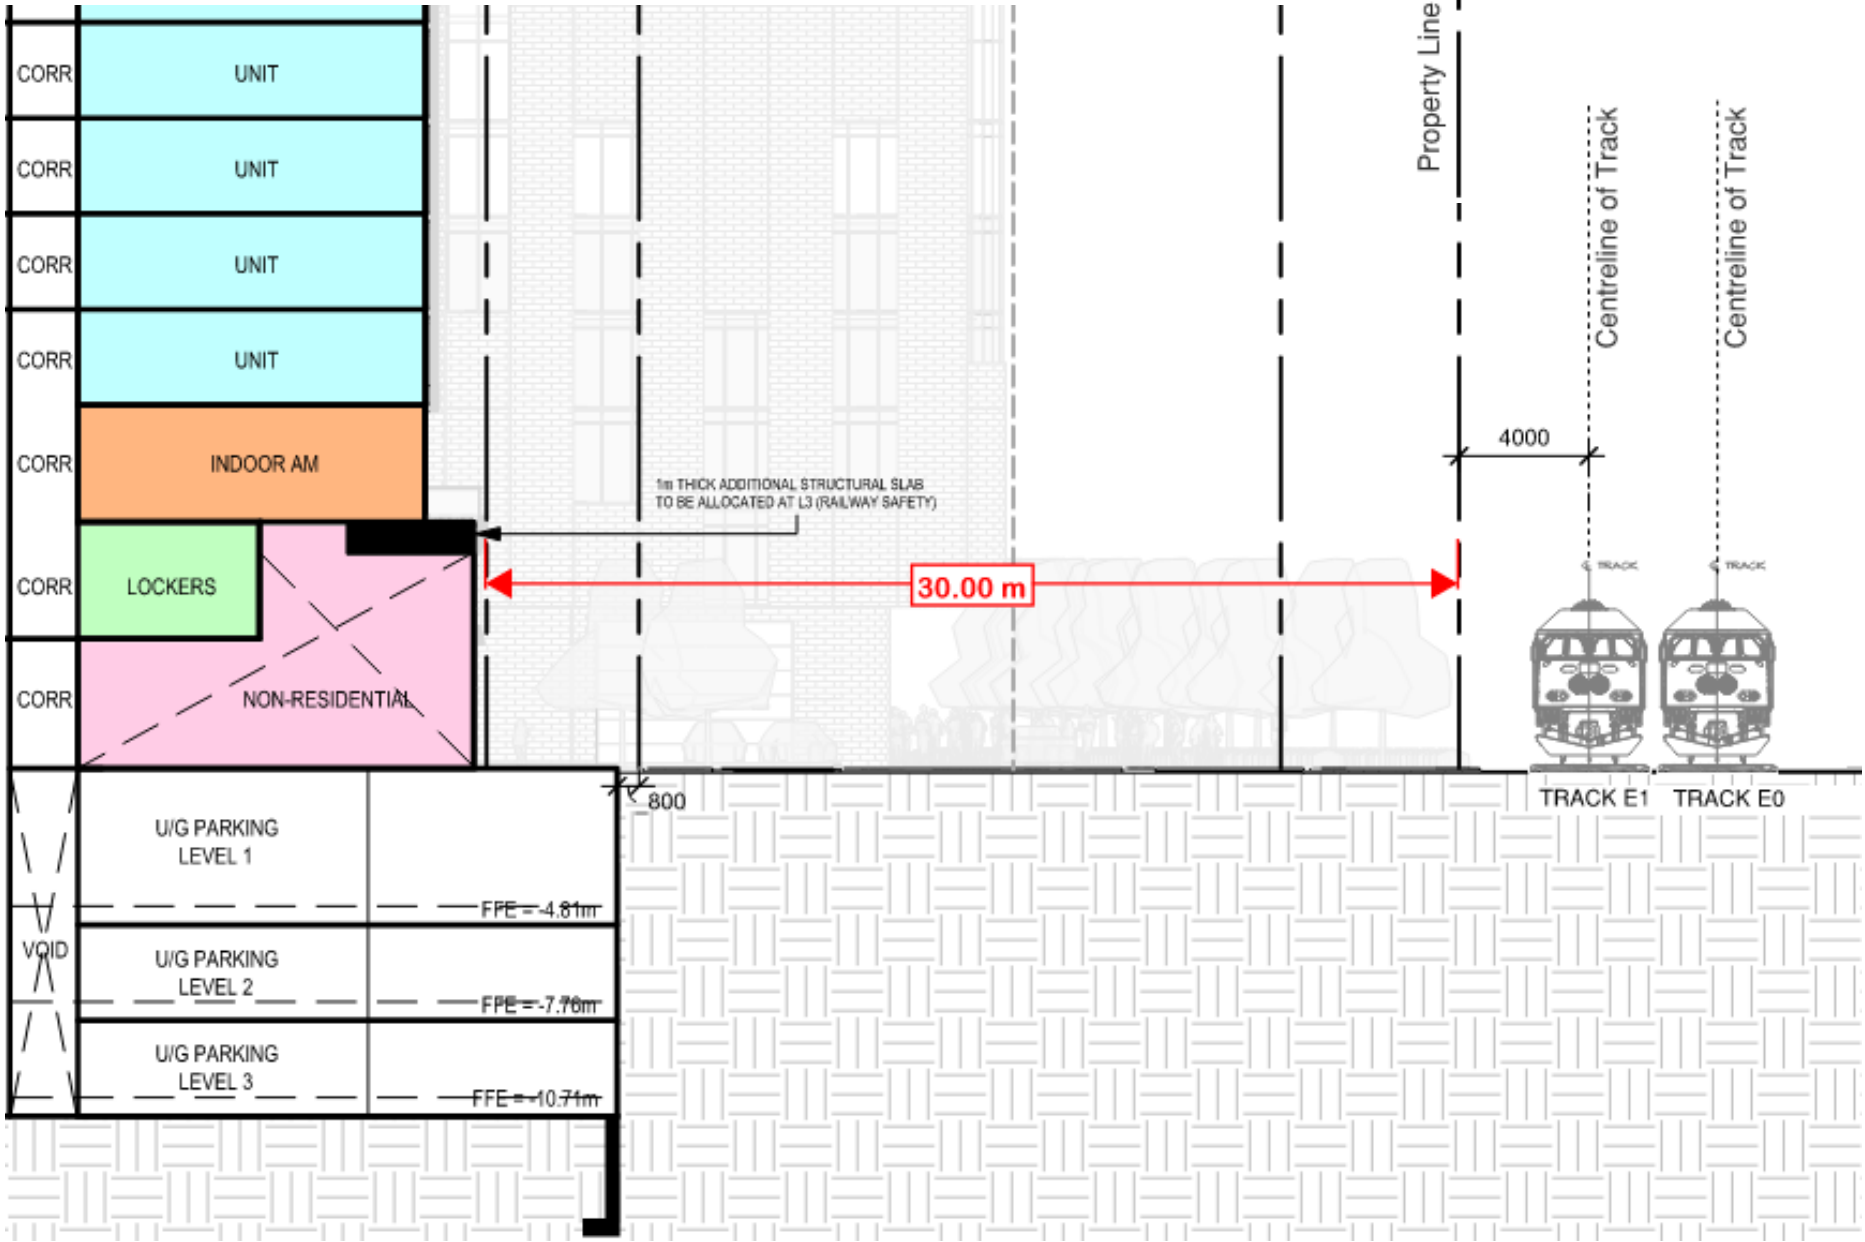 Property Line
CORR
UNIT
Centreline of Track
Centreline of Track
CORR
UNIT
CORR
UNIT
CORR
UNIT
4000
CORR
INDOOR AM
1m THICK ADDITIONAL STRUCTURAL SLAB
TO BE ALLOCATED AT L3 (RAILWAY SAFETY)
TRACK
TRACK
CORR
LOCKERS
30.00 m
CORR
NON-RESIDENTIAL
800
TRACK E1
TRACK E0
U/G PARKING
LEVEL 1
FFE = -4.81m
VOID
U/G PARKING
LEVEL 2
FFE = -7.76m
U/G PARKING
LEVEL 3
FFE = -10.71m